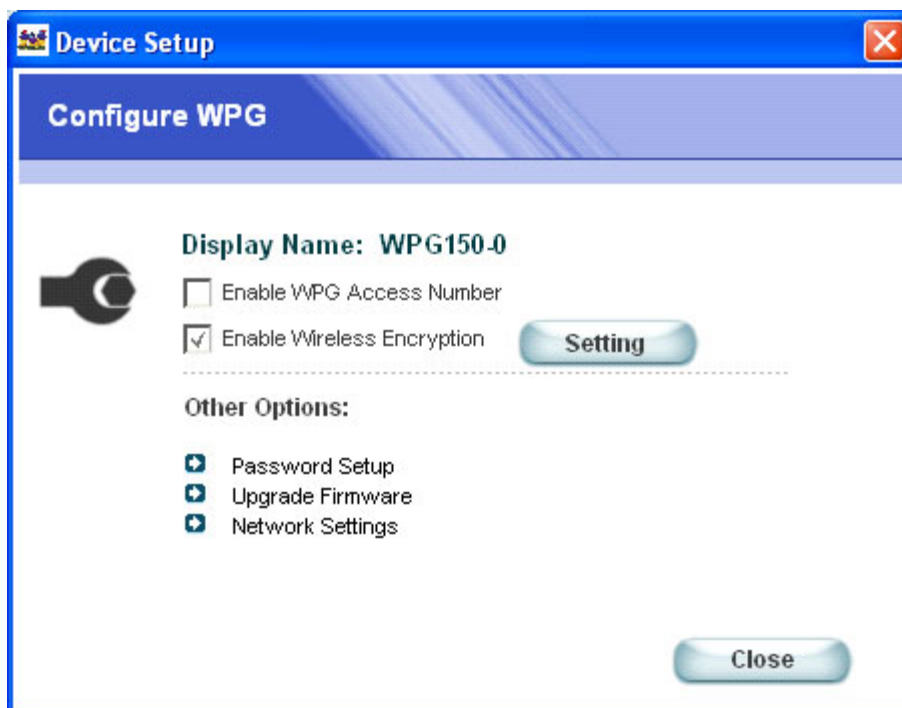 Device Setup
Configure WPG
Display Name: WPG150-0
Enable WPG Access Number
Enable Wireless Encryption
Setting
Other Options:
Password Setup
Upgrade Firmware
Network Settings
Close